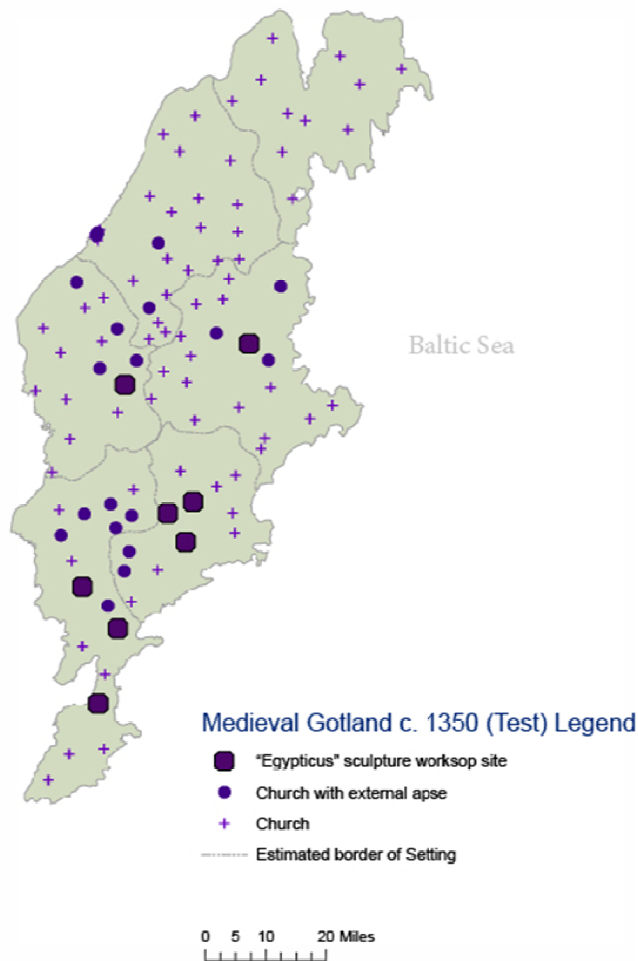 Baltic Sea
Medieval Gotland c. 1350 (Test) Legend
"Egypticus" sculpture worksop site
Church with external apse
Church
Estimated border of Setting
0 5 10 20 Miles